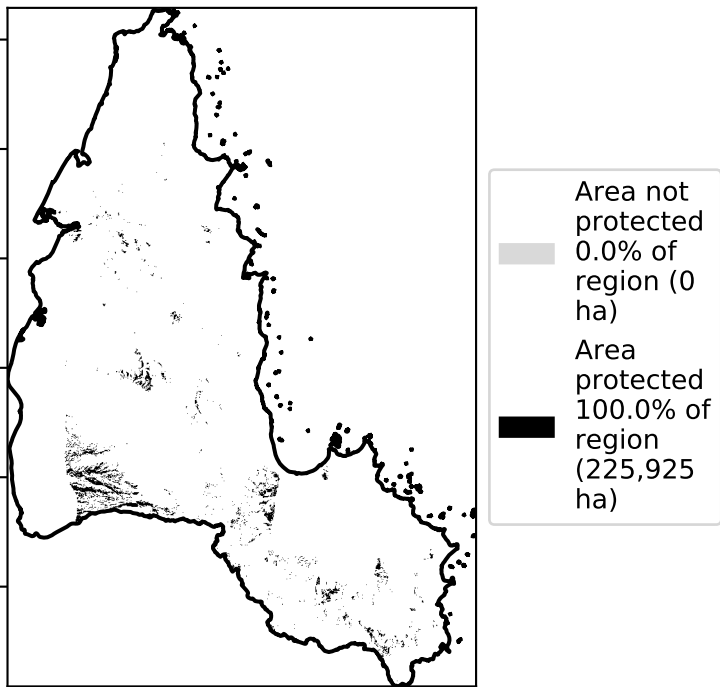 Area not
protected
0.0% of
region (0
ha)
Area
protected
100.0% of
region
(225,925
ha)